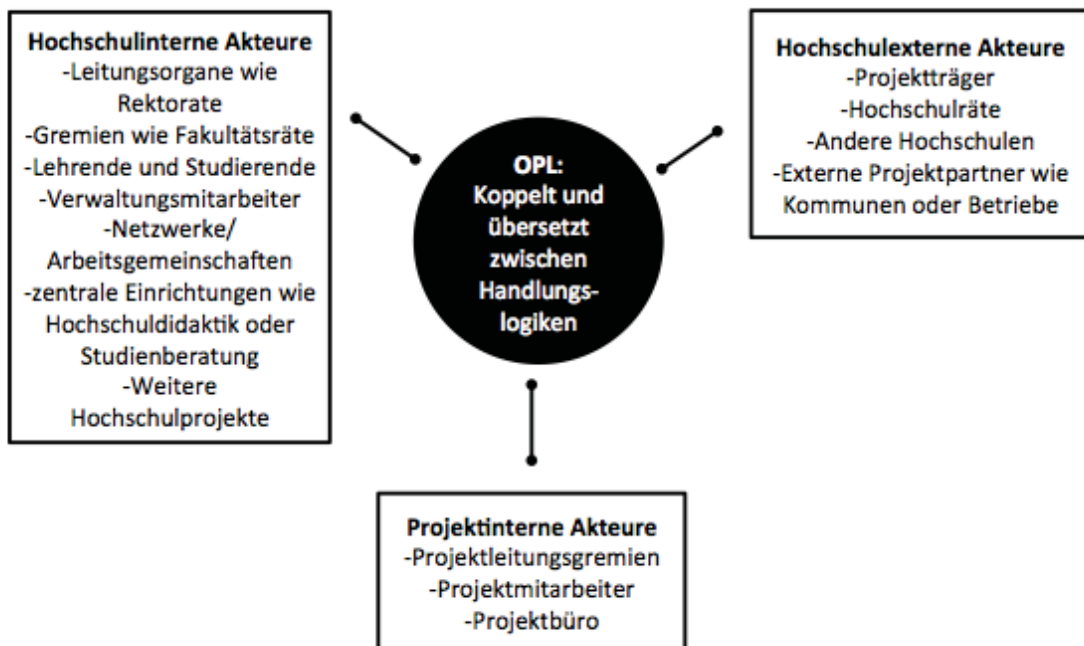 Hochschulinterne Akteure
-Leitungsorgane wie
Rektorate
-Gremien wie Fakultätsräte
-Lehrende und Studierende
-Verwaltungsmitarbeiter
-Netzwerke/
Arbeitsgemeinschaften
-zentrale Einrichtungen wie
Hochschuldidaktik oder
Studienberatung
-Weitere
Hochschulprojekte
OPL:
Koppelt und
übersetzt
zwischen
Handlungs-
logiken
Hochschulexterne Akteure
-Projektträger
-Hochschulräte
-Andere Hochschulen
-Externe Projektpartner wie
Kommunen oder Betriebe
Projektinterne Akteure
-Projektleitungsgremien
-Projektmitarbeiter
-Projektbüro